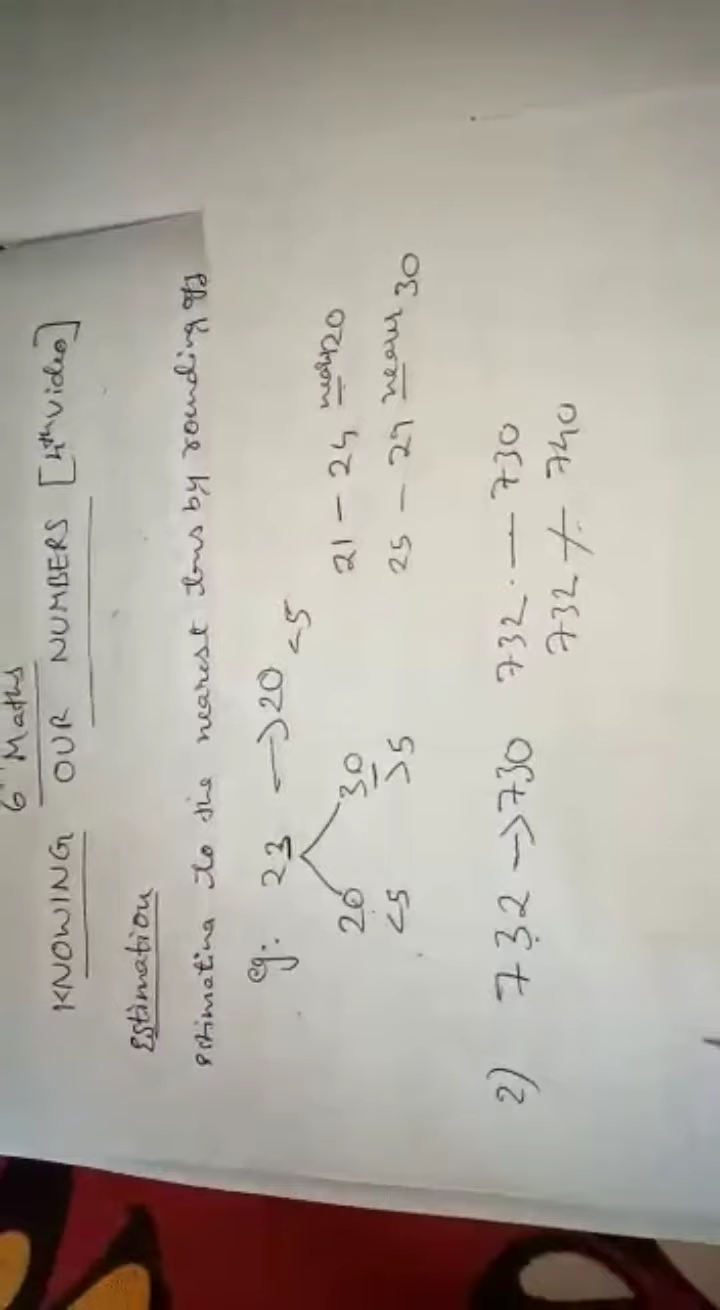 6th Maths
KNOWING OUR NUMBERS [4th video]
Estimation
estimating to the nearest tens by rounding off
eg: 23 → 20 <5
20 30 21 - 24 near 20
<5 >5 25 - 29 near 30
2) 732 → 730 732 - 730
732 - 740